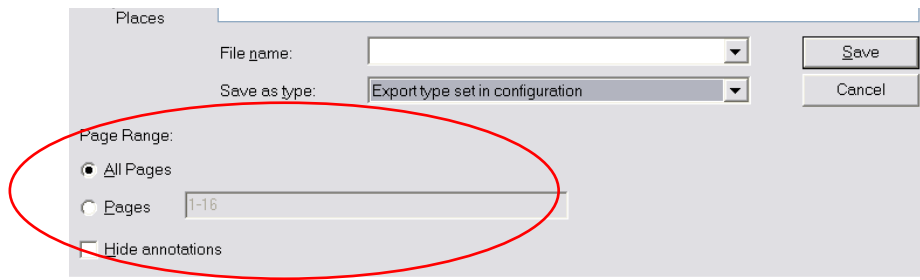 Places
File name:
Save
Save as type: Export type set in configuration
Cancel
Page Range:
All Pages
Pages 1-16
Hide annotations